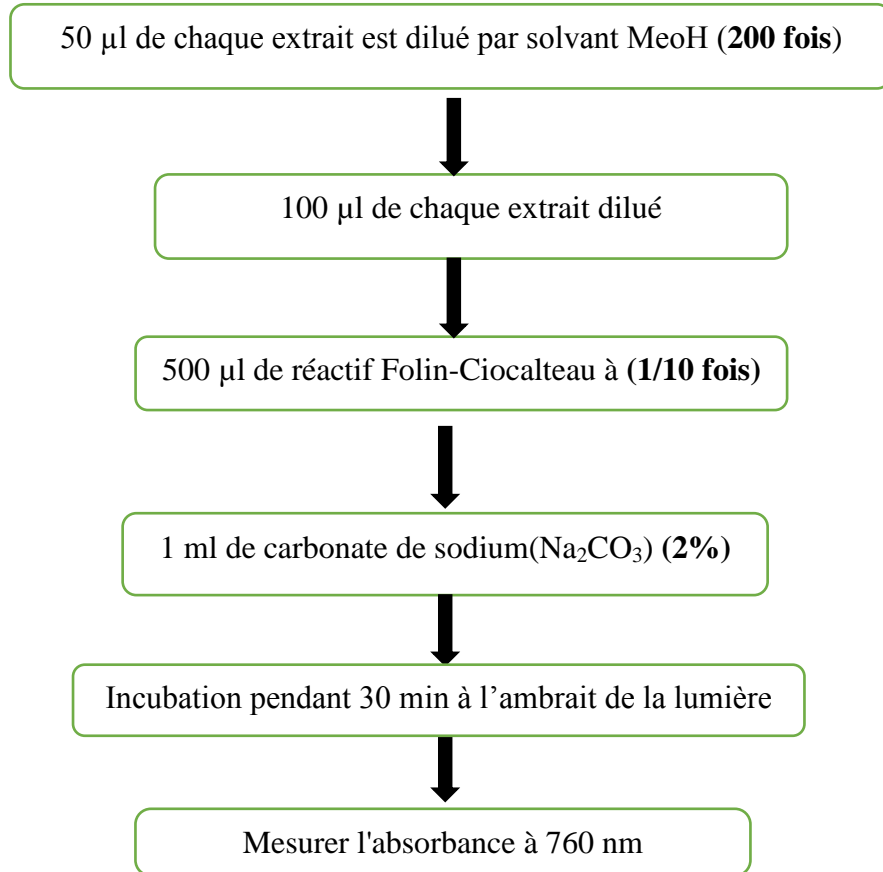 50 µl de chaque extrait est dilué par solvant MeoH (200 fois)
100 µl de chaque extrait dilué
500 µl de réactif Folin-Ciocalteau à (1/10 fois)
1 ml de carbonate de sodium(Na₂CO₃) (2%)
Incubation pendant 30 min à l’ambrait de la lumière
Mesurer l'absorbance à 760 nm